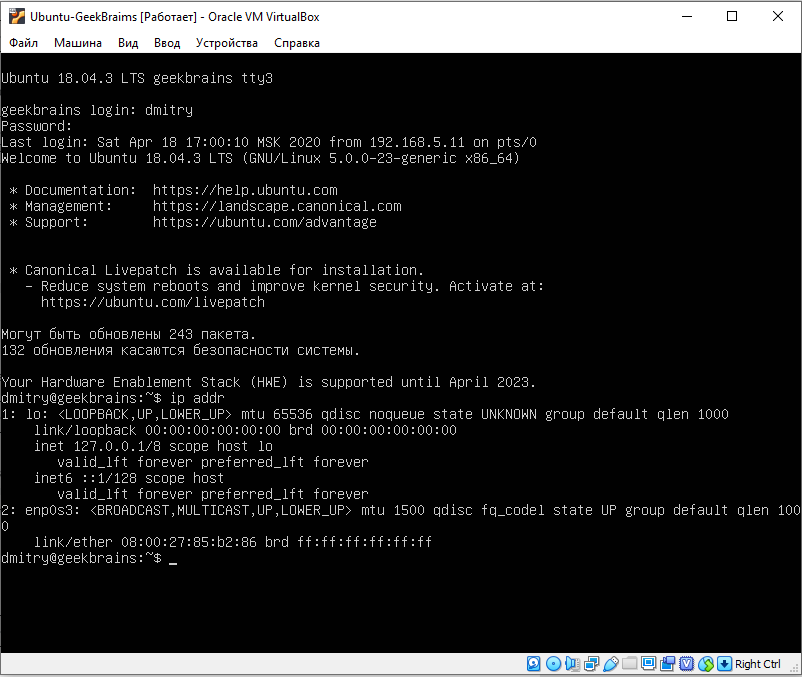 Ubuntu-GeekBraims [Работает] - Oracle VM VirtualBox
Файл Машина Вид Ввод Устройства Справка
Ubuntu 18.04.3 LTS geekbrains tty3
geekbrains login: dmitry
Password:
Last login: Sat Apr 18 17:00:10 MSK 2020 from 192.168.5.11 on pts/0
Welcome to Ubuntu 18.04.3 LTS (GNU/Linux 5.0.0-23-generic x86_64)
* Documentation: https://help.ubuntu.com
* Management: https://landscape.canonical.com
* Support: https://ubuntu.com/advantage
* Canonical Livepatch is available for installation.
- Reduce system reboots and improve kernel security. Activate at:
https://ubuntu.com/livepatch
Могут быть обновлены 243 пакета.
132 обновления касаются безопасности системы.
Your Hardware Enablement Stack (HWE) is supported until April 2023.
dmitry@geekbrains:~$ ip addr
1: lo: <LOOPBACK,UP,LOWER_UP> mtu 65536 qdisc noqueue state UNKNOWN group default qlen 1000
link/loopback 00:00:00:00:00:00 brd 00:00:00:00:00:00
inet 127.0.0.1/8 scope host lo
valid_lft forever preferred_lft forever
inet6 ::1/128 scope host
valid_lft forever preferred_lft forever
2: enp0s3: <BROADCAST,MULTICAST,UP,LOWER_UP> mtu 1500 qdisc fq_codel state UP group default qlen 100
0
link/ether 08:00:27:85:b2:86 brd ff:ff:ff:ff:ff:ff
dmitry@geekbrains:~$ _
Right Ctrl